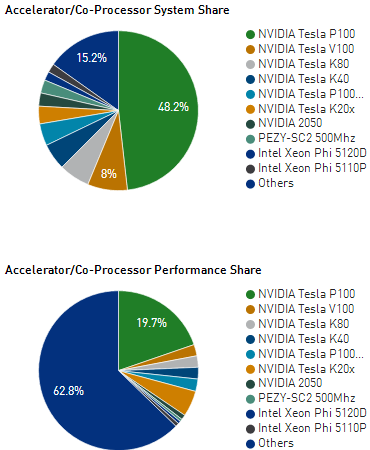 Accelerator/Co-Processor System Share
15.2%
48.2%
8%
NVIDIA Tesla P100
NVIDIA Tesla V100
NVIDIA Tesla K80
NVIDIA Tesla K40
NVIDIA Tesla P100...
NVIDIA Tesla K20x
NVIDIA 2050
PEZY-SC2 500Mhz
Intel Xeon Phi 5120D
Intel Xeon Phi 5110P
Others
Accelerator/Co-Processor Performance Share
19.7%
62.8%
NVIDIA Tesla P100
NVIDIA Tesla V100
NVIDIA Tesla K80
NVIDIA Tesla K40
NVIDIA Tesla P100...
NVIDIA Tesla K20x
NVIDIA 2050
PEZY-SC2 500Mhz
Intel Xeon Phi 5120D
Intel Xeon Phi 5110P
Others